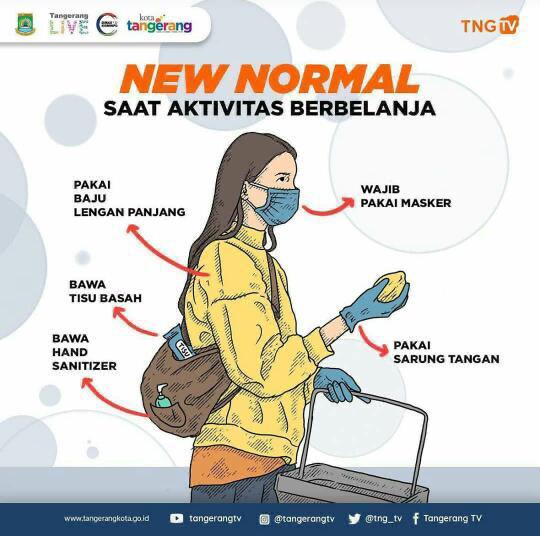 Tangerang
LIVE
kota
tangerang
TNG TV
NEW NORMAL
SAAT AKTIVITAS BERBELANJA
PAKAI
BAJU
LENGAN PANJANG
WAJIB
PAKAI MASKER
BAWA
TISU BASAH
BAWA
HAND
SANITIZER
PAKAI
SARUNG TANGAN
TISSU
www.tangerangkota.go.id
tangerangtv
@tangerangtv
@tng_tv
Tangerang TV